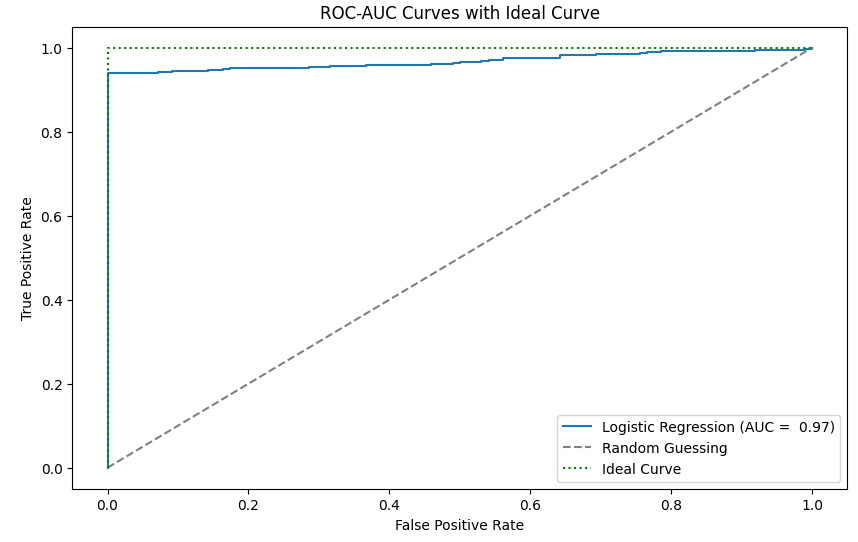 ROC-AUC Curves with Ideal Curve
True Positive Rate
1.0
0.8
0.6
0.4
0.2
0.0
Logistic Regression (AUC =  0.97)
Random Guessing
Ideal Curve
0.0 0.2 0.4 0.6 0.8 1.0
False Positive Rate